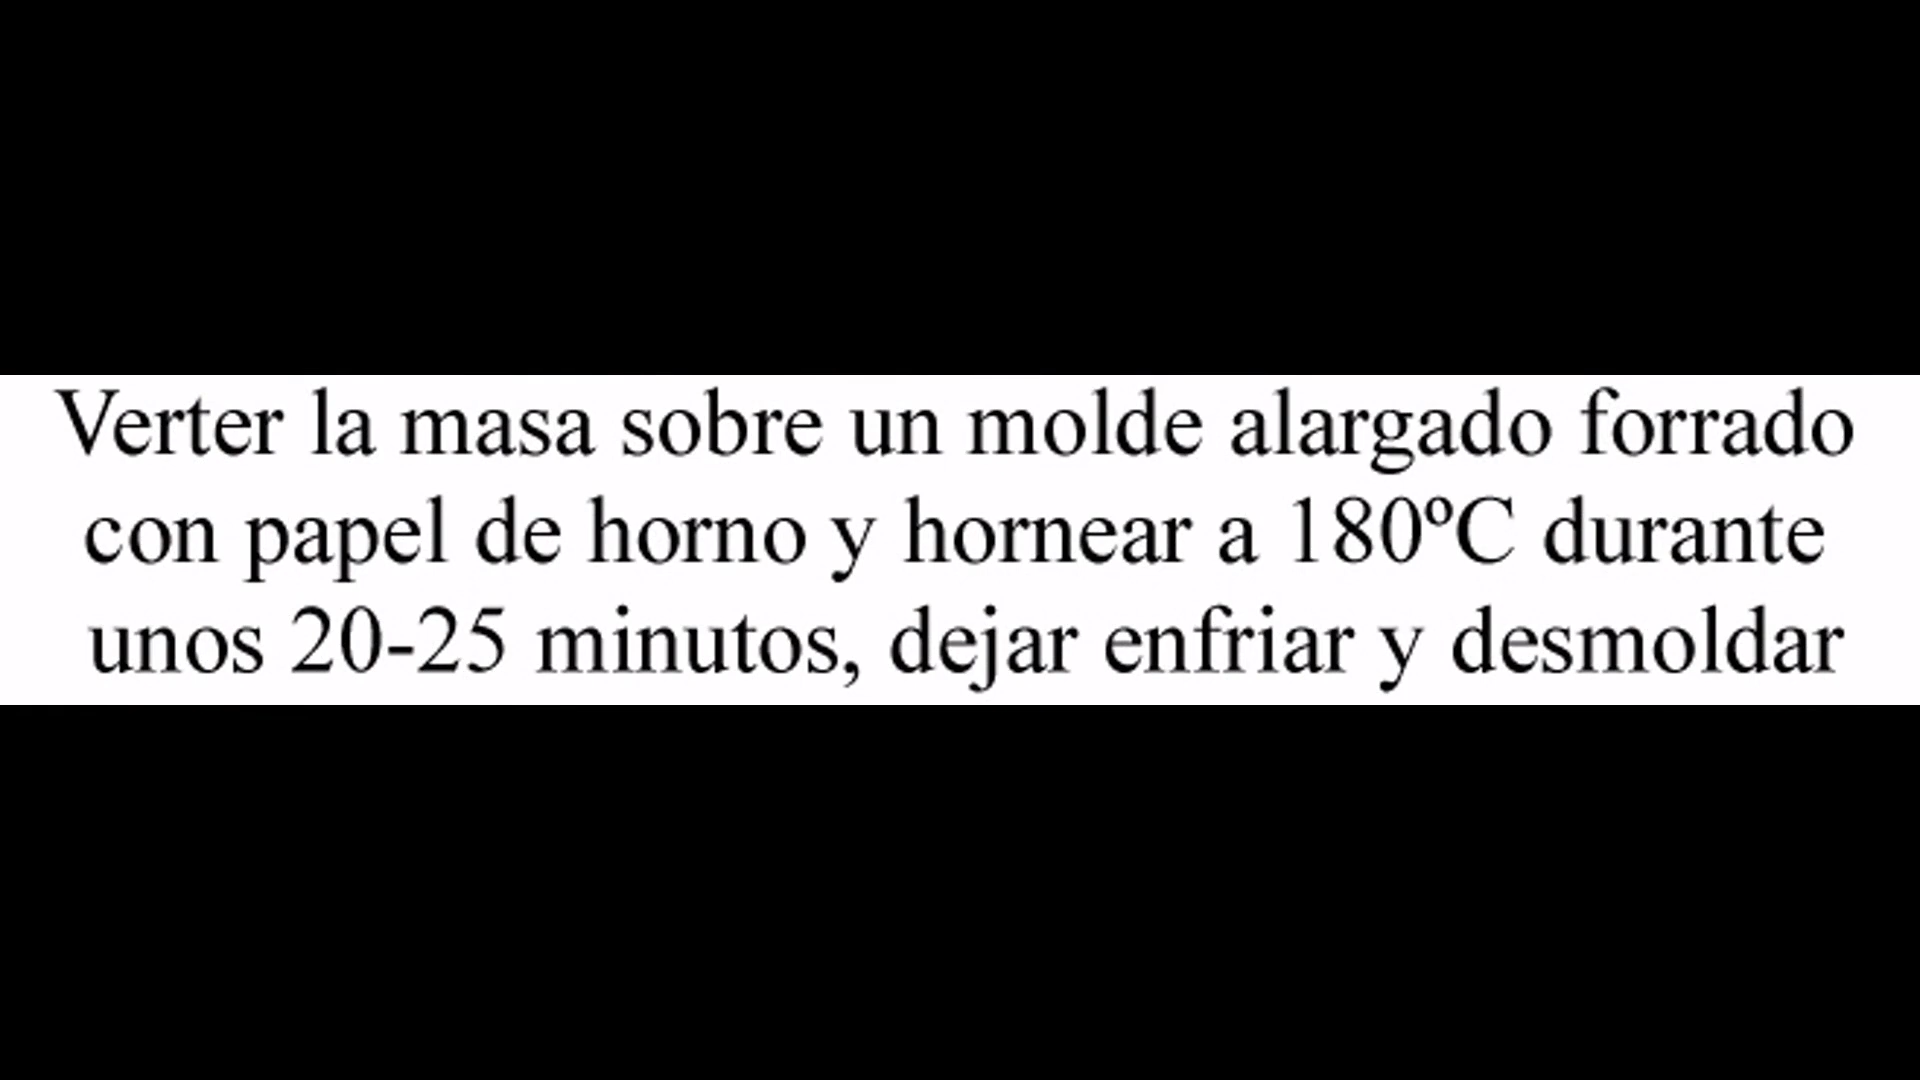 Verter la masa sobre un molde alargado forrado
con papel de horno y hornear a 180ºC durante
unos 20-25 minutos, dejar enfriar y desmoldar